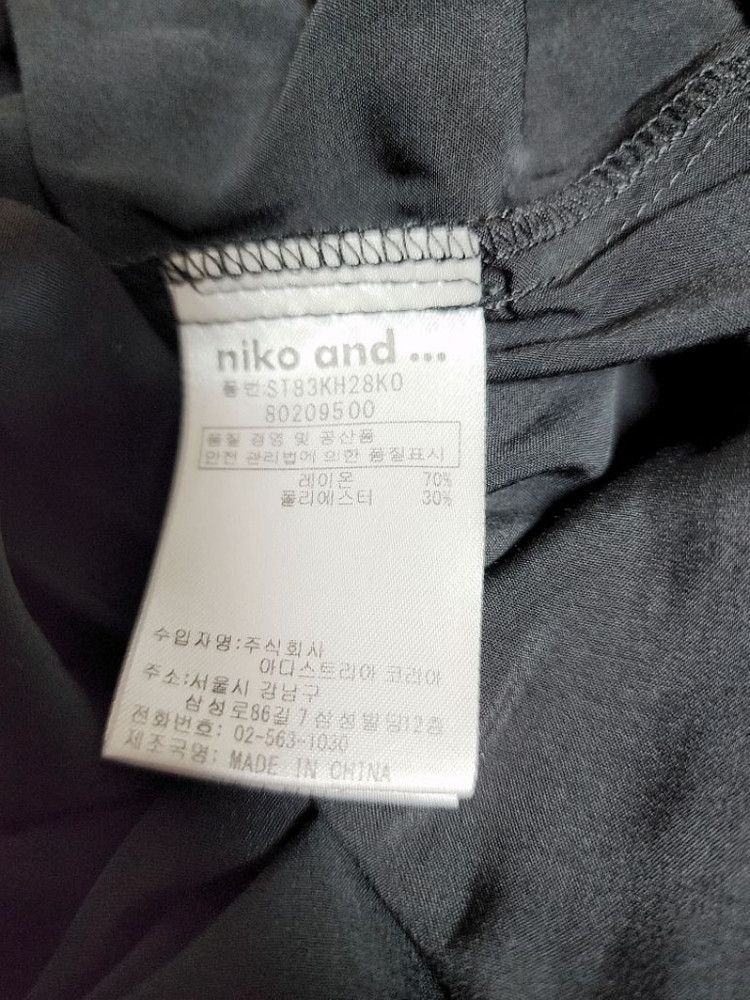 niko and ...
품 번:ST83KH28K0
80209500
품질 경영 및 공산품
안전 관리법에 의한 품질표시
레이온 70%
폴리에스터 30%
수입자명:주식회사
아다스트리아 코리아
주소:서울시 강남구
삼성로86길 7 삼성빌딩12층
전화번호: 02-563-1030
제조국명: MADE IN CHINA